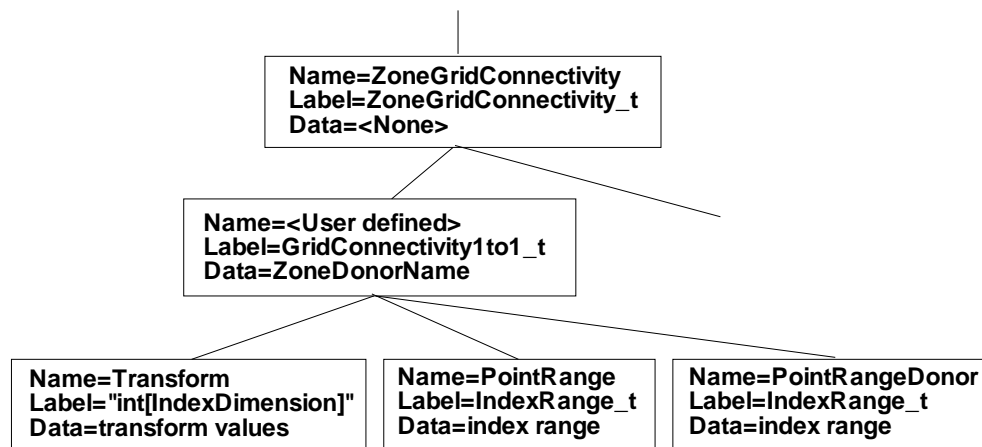 Name=ZoneGridConnectivity
Label=ZoneGridConnectivity_t
Data=<None>
Name=<User defined>
Label=GridConnectivity1to1_t
Data=ZoneDonorName
Name=Transform
Label="int[IndexDimension]"
Data=transform values
Name=PointRange
Label=IndexRange_t
Data=index range
Name=PointRangeDonor
Label=IndexRange_t
Data=index range